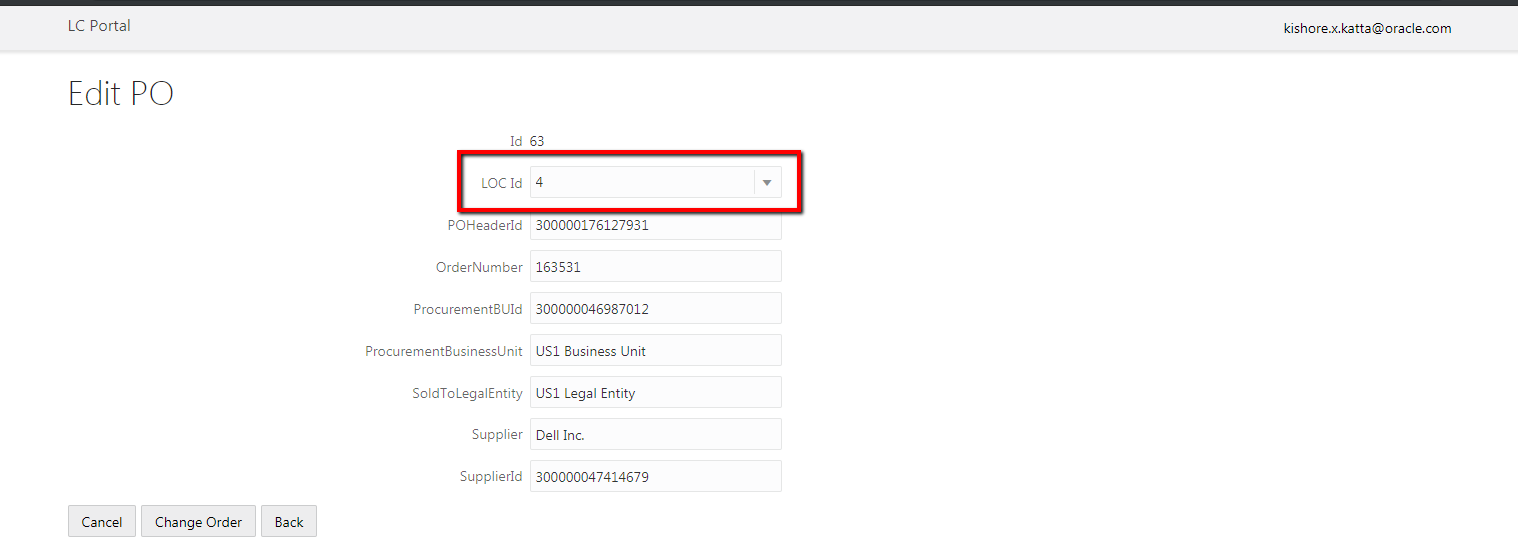 LC Portal
kishore.x.katta@oracle.com
Edit PO
Id 63
LOC Id 4
POHeaderId 300000176127931
OrderNumber 163531
ProcurementBUId 300000046987012
ProcurementBusinessUnit US1 Business Unit
SoldToLegalEntity US1 Legal Entity
Supplier Dell Inc.
SupplierId 300000047414679
Cancel Change Order Back